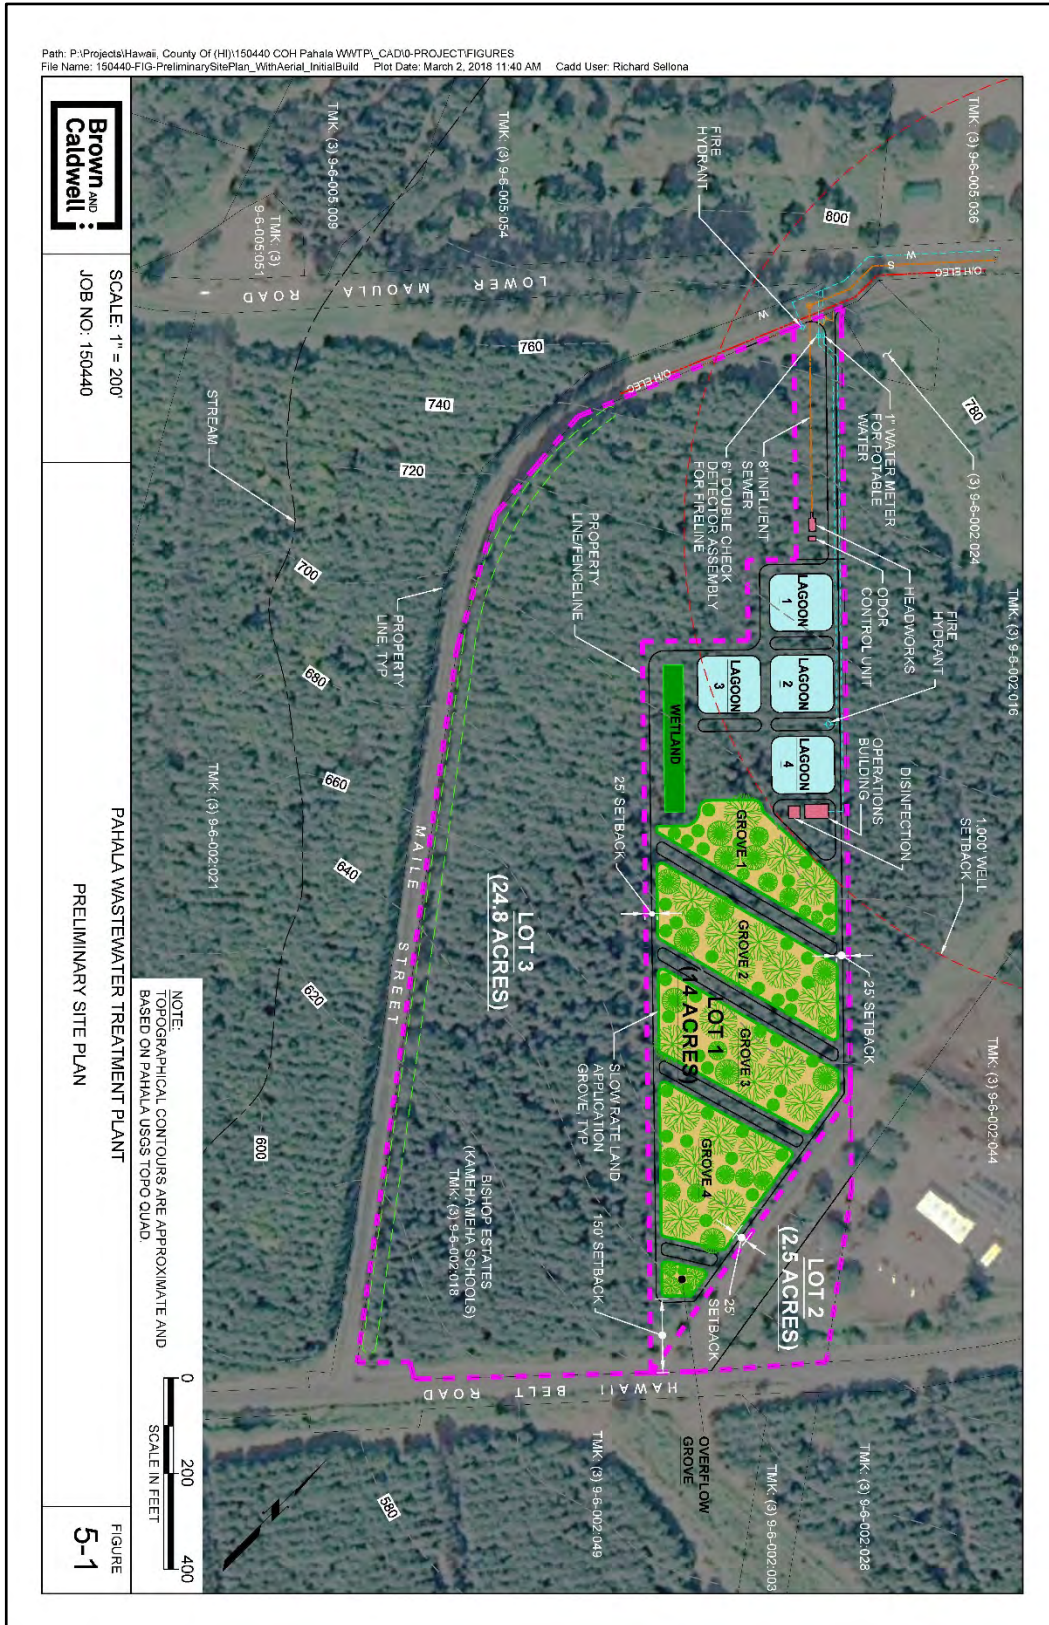 Path: P:\Projects\Hawaii, County Of (HI)\150440 COH Pahala WWTP\_CAD\0-PROJECT\FIGURES
File Name: 150440-FIG-PreliminarySitePlan_WithAerial_InitialBuild Plot Date: March 2, 2018 11:40 AM Cadd User: Richard Sellona
TMK: (3) 9-6-005:036
TMK: (3) 9-6-005:054
TMK: (3) 9-6-005:009
TMK: (3)
9-6-005:051
FIRE
HYDRANT
800
W
S
O/H ELEC
LOWER MAOULA ROAD
W
O/H ELEC
760
740
720
780
(3) 9-6-002:024
1" WATER METER
FOR POTABLE
WATER
8" INFLUENT
SEWER
6" DOUBLE CHECK
DETECTOR ASSEMBLY
FOR FIRELINE
HEADWORKS
ODOR
CONTROL UNIT
FIRE
HYDRANT
TMK: (3) 9-6-002:016
STREAM
700
PROPERTY
LINE, TYP
PROPERTY
LINE/FENCELINE
LAGOON
1
LAGOON
2
LAGOON
3
LAGOON
4
WETLAND
OPERATIONS
BUILDING
DISINFECTION
1,000' WELL
SETBACK
680
660
640
620
600
TMK: (3) 9-6-002:021
MAILE STREET
25' SETBACK
25' SETBACK
GROVE 1
GROVE 2
GROVE 3
GROVE 4
LOT 1
(14 ACRES)
LOT 3
(24.8 ACRES)
LOT 2
(2.5 ACRES)
TMK: (3) 9-6-002:044
SLOW RATE LAND
APPLICATION
GROVE, TYP
150' SETBACK
25'
SETBACK
BISHOP ESTATES
(KAMEHAMEHA SCHOOLS)
TMK: (3) 9-6-002:018
HAWAII BELT ROAD
OVERFLOW
GROVE
TMK: (3) 9-6-002:028
TMK: (3) 9-6-002:003
TMK: (3) 9-6-002:049
580
NOTE:
TOPOGRAPHICAL CONTOURS ARE APPROXIMATE AND
BASED ON PAHALA USGS TOPO QUAD.
0 200 400
SCALE IN FEET
Brown AND
Caldwell
SCALE: 1" = 200'
JOB NO: 150440
PAHALA WASTEWATER TREATMENT PLANT
PRELIMINARY SITE PLAN
FIGURE
5-1